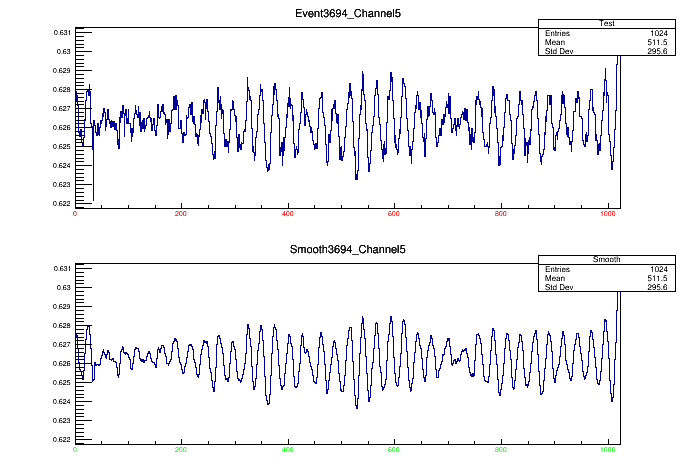 Event3694_Channel5
Test
Entries 1024
Mean 511.5
Std Dev 295.6
0.631
0.63
0.629
0.628
0.627
0.626
0.625
0.624
0.623
0.622
0 200 400 600 800 1000
Smooth3694_Channel5
Smooth
Entries 1024
Mean 511.5
Std Dev 295.6
0.631
0.63
0.629
0.628
0.627
0.626
0.625
0.624
0.623
0.622
0 200 400 600 800 1000